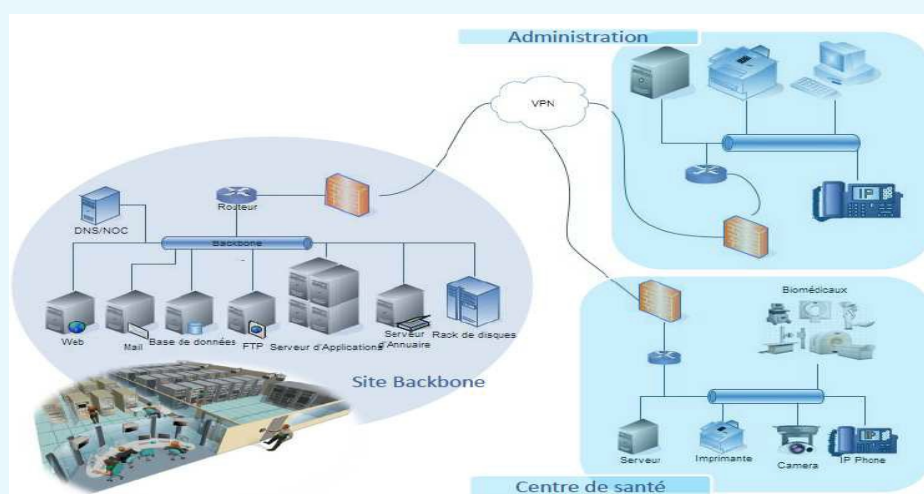 Administration
VPN
IP
Routeur
DNS/NOC
Backbone
Web
Mail
Base de données
FTP
Serveur d'Applications
Serveur
d'Annuaire
Rack de disques
Site Backbone
Biomédicaux
Serveur
Imprimante
Camera
IP Phone
IP
Centre de santé